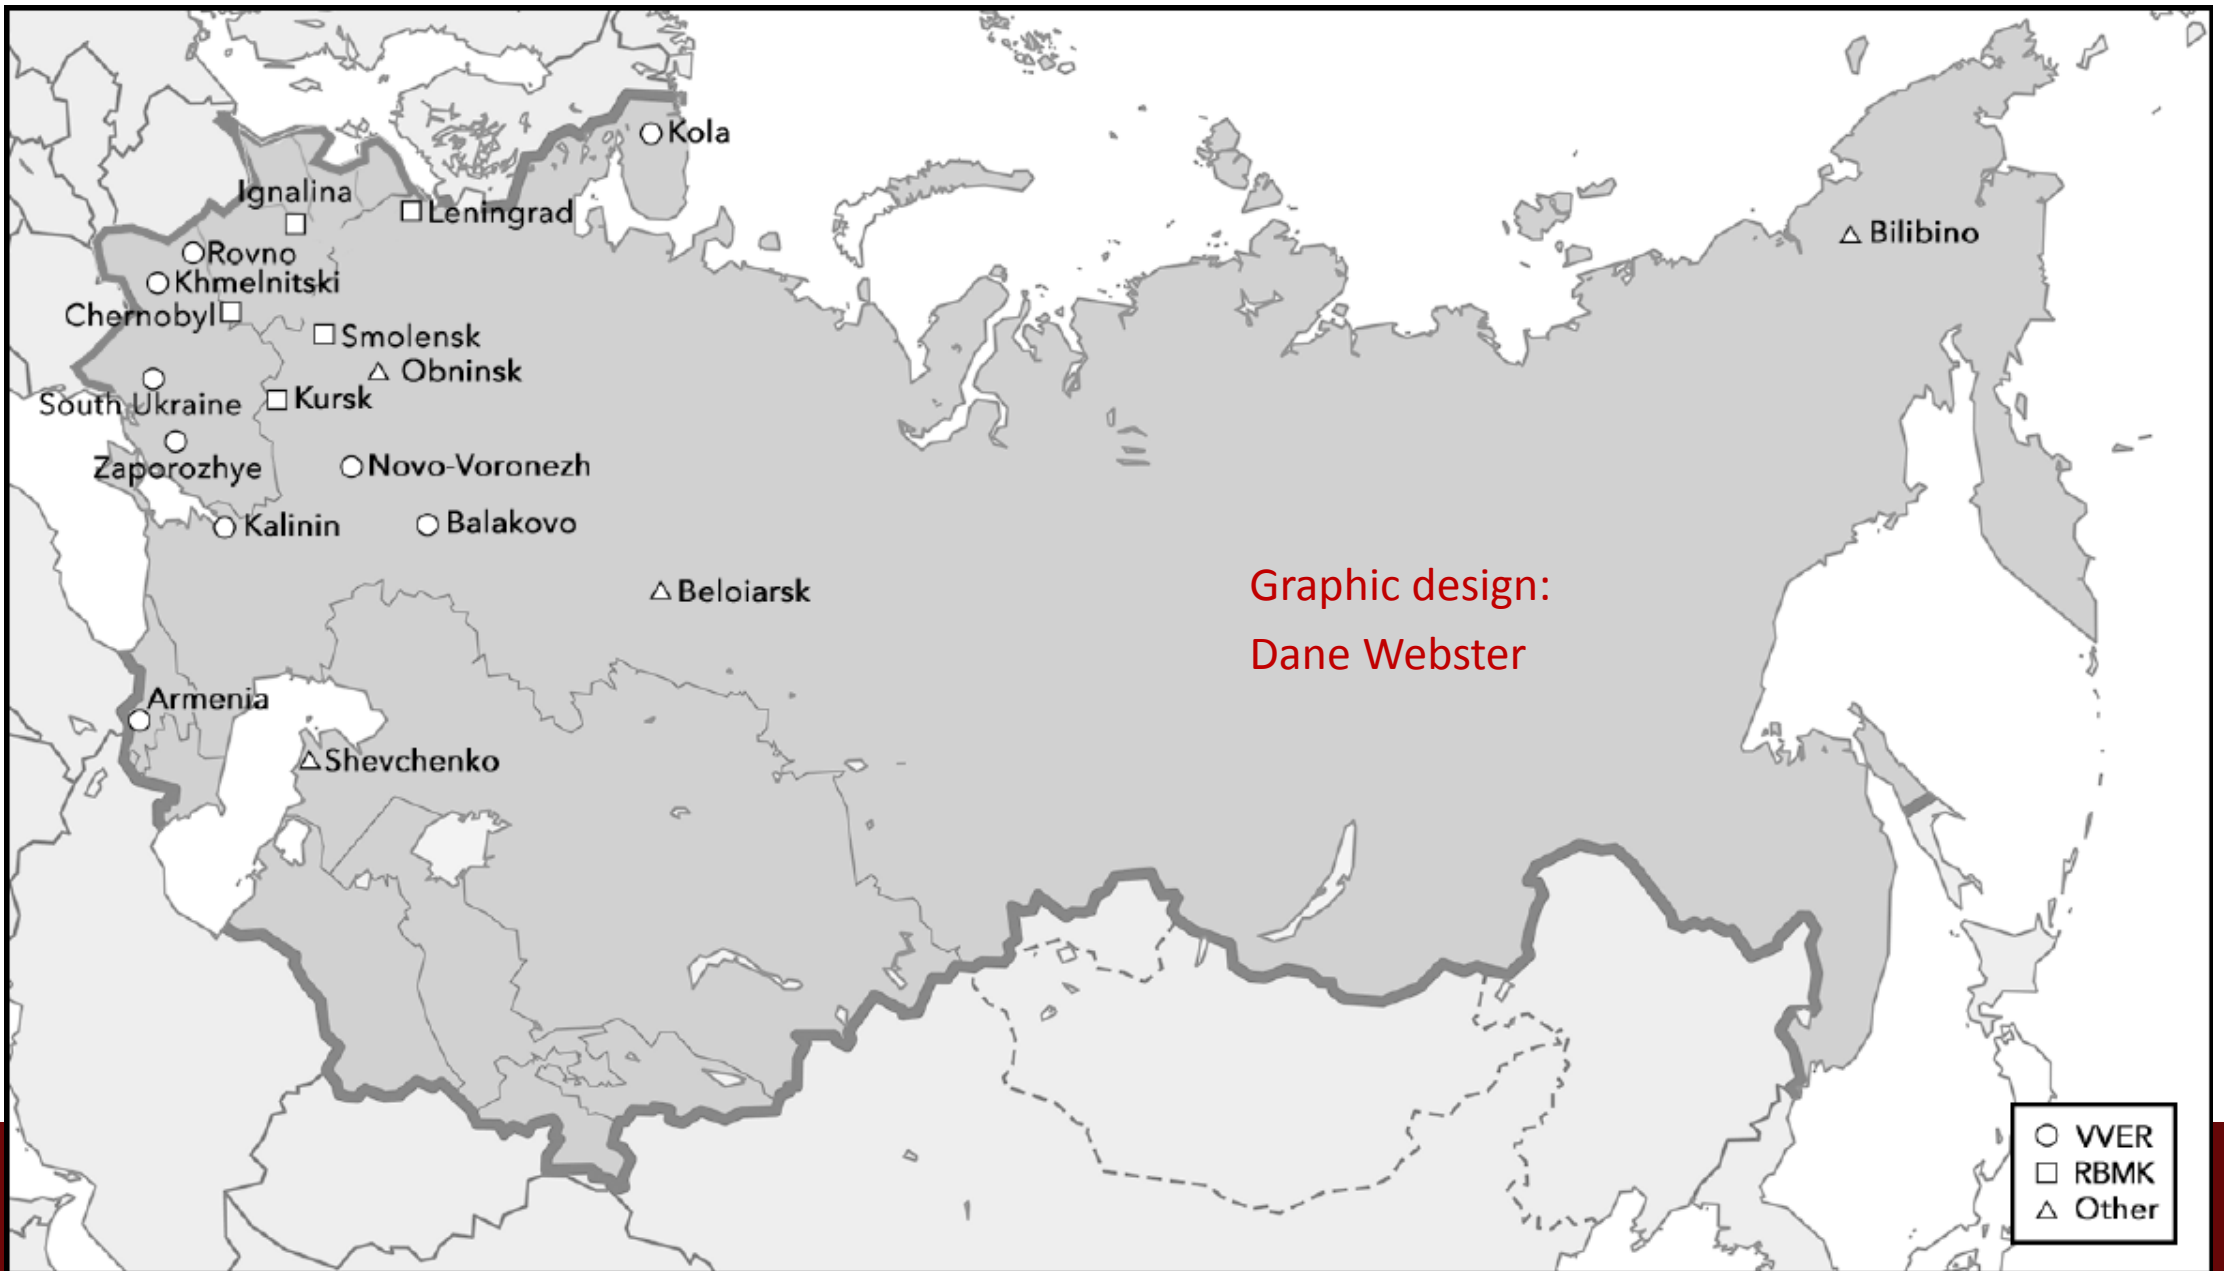 Kola
Ignalina
Leningrad
Bilibino
Rovno
Khmelnitski
Chernobyl
Smolensk
Obninsk
South Ukraine
Kursk
Zaporozhye
Novo-Voronezh
Kalinin
Balakovo
Beloiarsk
Graphic design:
Dane Webster
Armenia
Shevchenko
VVER
RBMK
Other